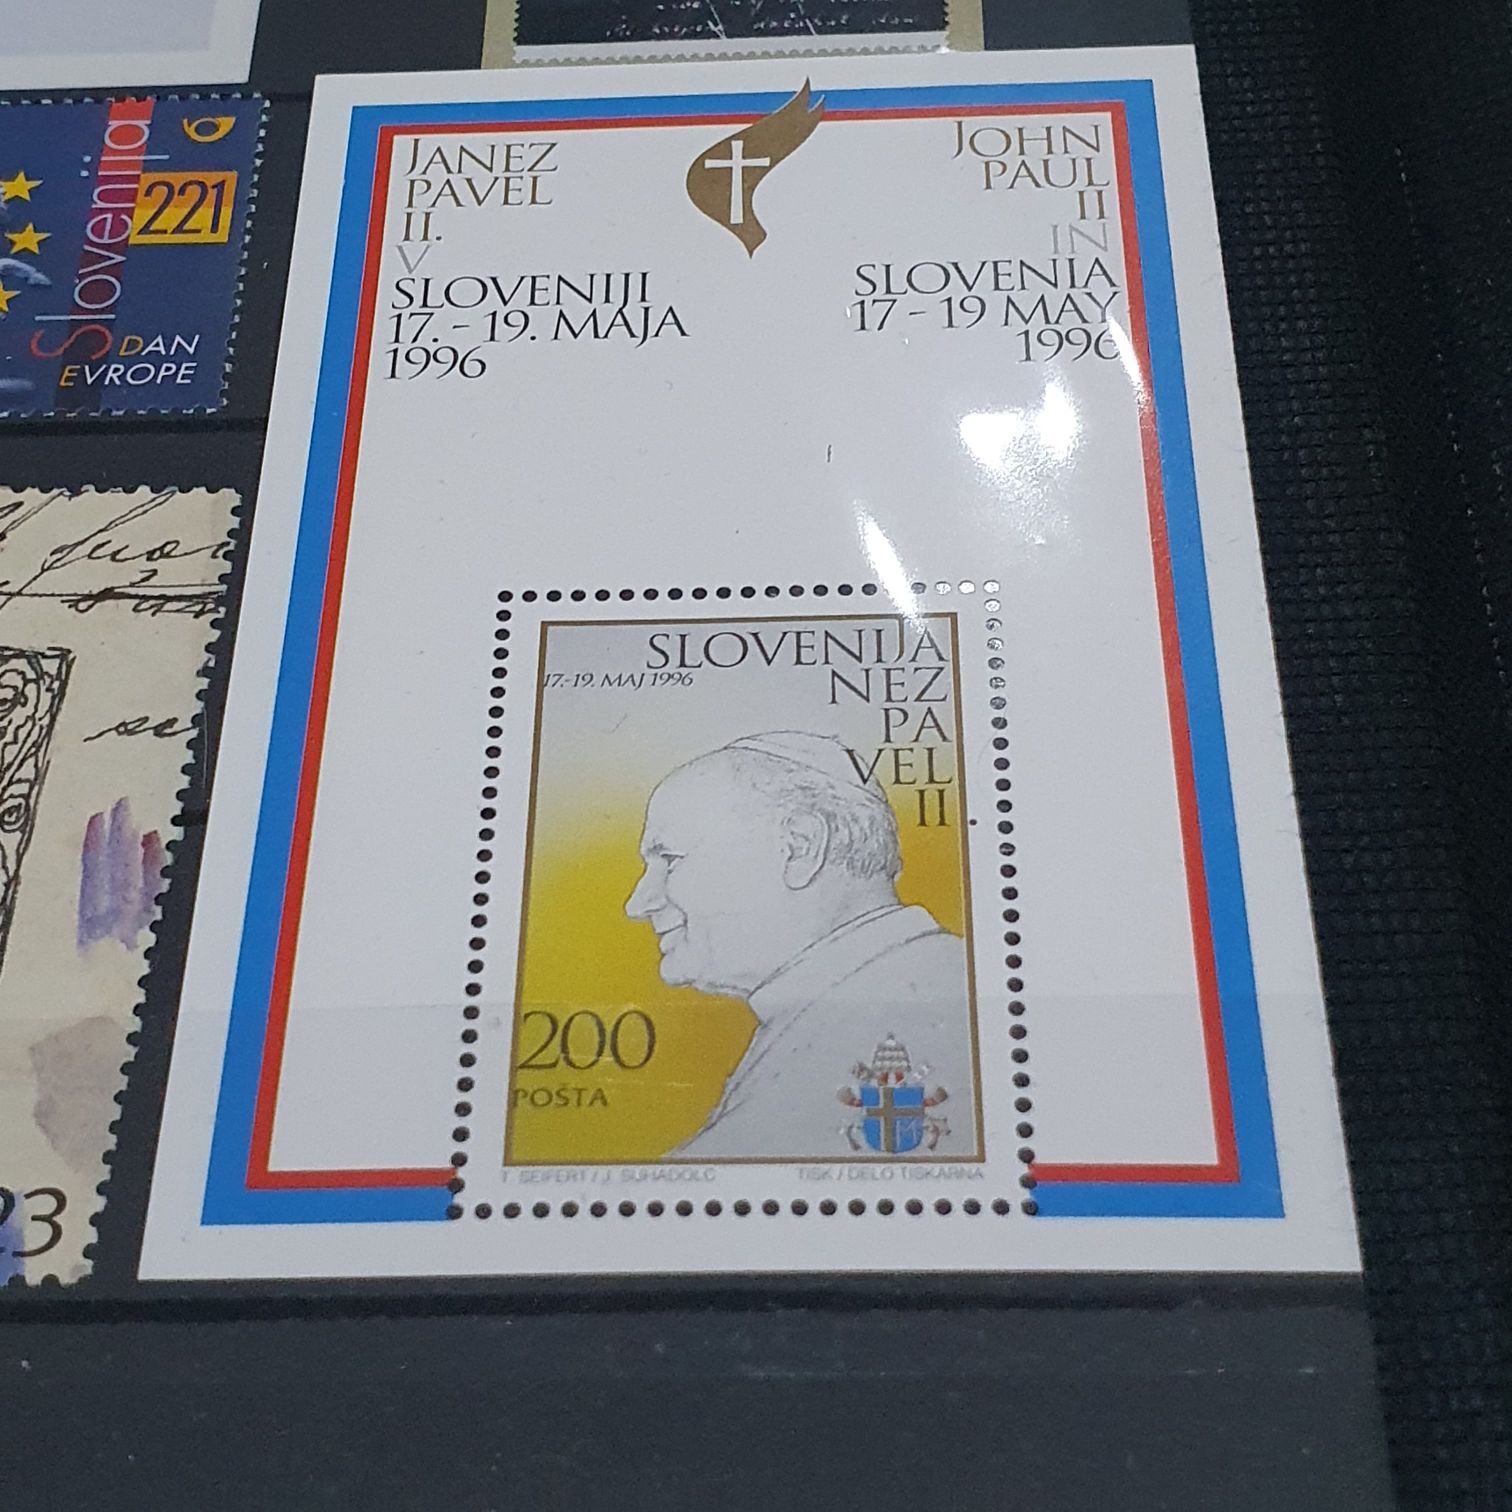 JANEZ
PAVEL
II.
V
SLOVENIJI
17. - 19. MAJA
1996
JOHN
PAUL
II
IN
SLOVENIA
17 - 19 MAY
1996
SLOVENIJA
NEZ
PA
VEL
II.
17.-19. MAJ 1996
200
POŠTA
M
SEIFERT / J. SUHADOLC
TISK / DELO TISKARNA
Slovenija
221
DAN
EVROPE
23